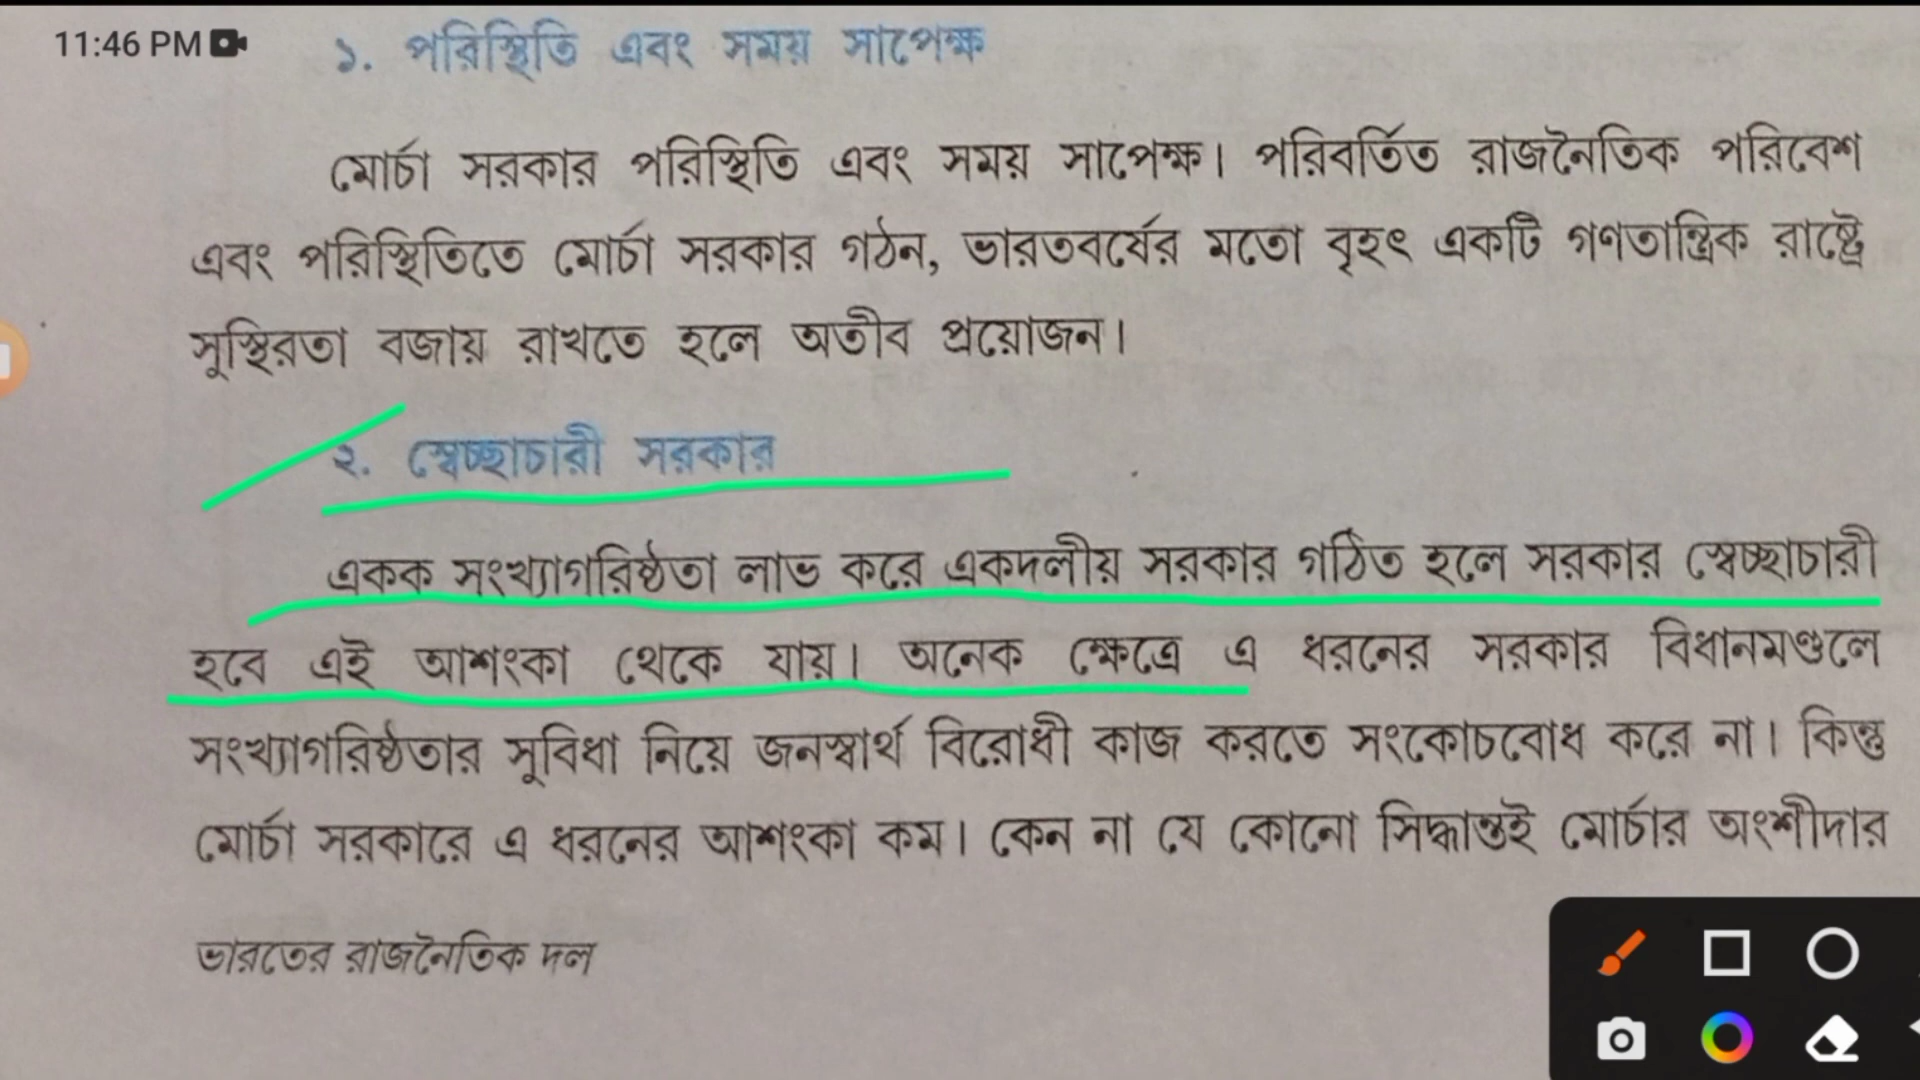 11:46 PM
১. পরিস্থিতি এবং সময় সাপেক্ষ
মোর্চা সরকার পরিস্থিতি এবং সময় সাপেক্ষ। পরিবর্তিত রাজনৈতিক পরিবেশ
এবং পরিস্থিতিতে মোর্চা সরকার গঠন, ভারতবর্ষের মতো বৃহৎ একটি গণতান্ত্রিক রাষ্ট্রে
সুস্থিরতা বজায় রাখতে হলে অতীব প্রয়োজন।
২. স্বেচ্ছাচারী সরকার
একক সংখ্যাগরিষ্ঠতা লাভ করে একদলীয় সরকার গঠিত হলে সরকার স্বেচ্ছাচারী
হবে এই আশংকা থেকে যায়। অনেক ক্ষেত্রে এ ধরনের সরকার বিধানমণ্ডলে
সংখ্যাগরিষ্ঠতার সুবিধা নিয়ে জনস্বার্থ বিরোধী কাজ করতে সংকোচবোধ করে না। কিন্তু
মোর্চা সরকারে এ ধরনের আশংকা কম। কেন না যে কোনো সিদ্ধান্তই মোর্চার অংশীদার
ভারতের রাজনৈতিক দল